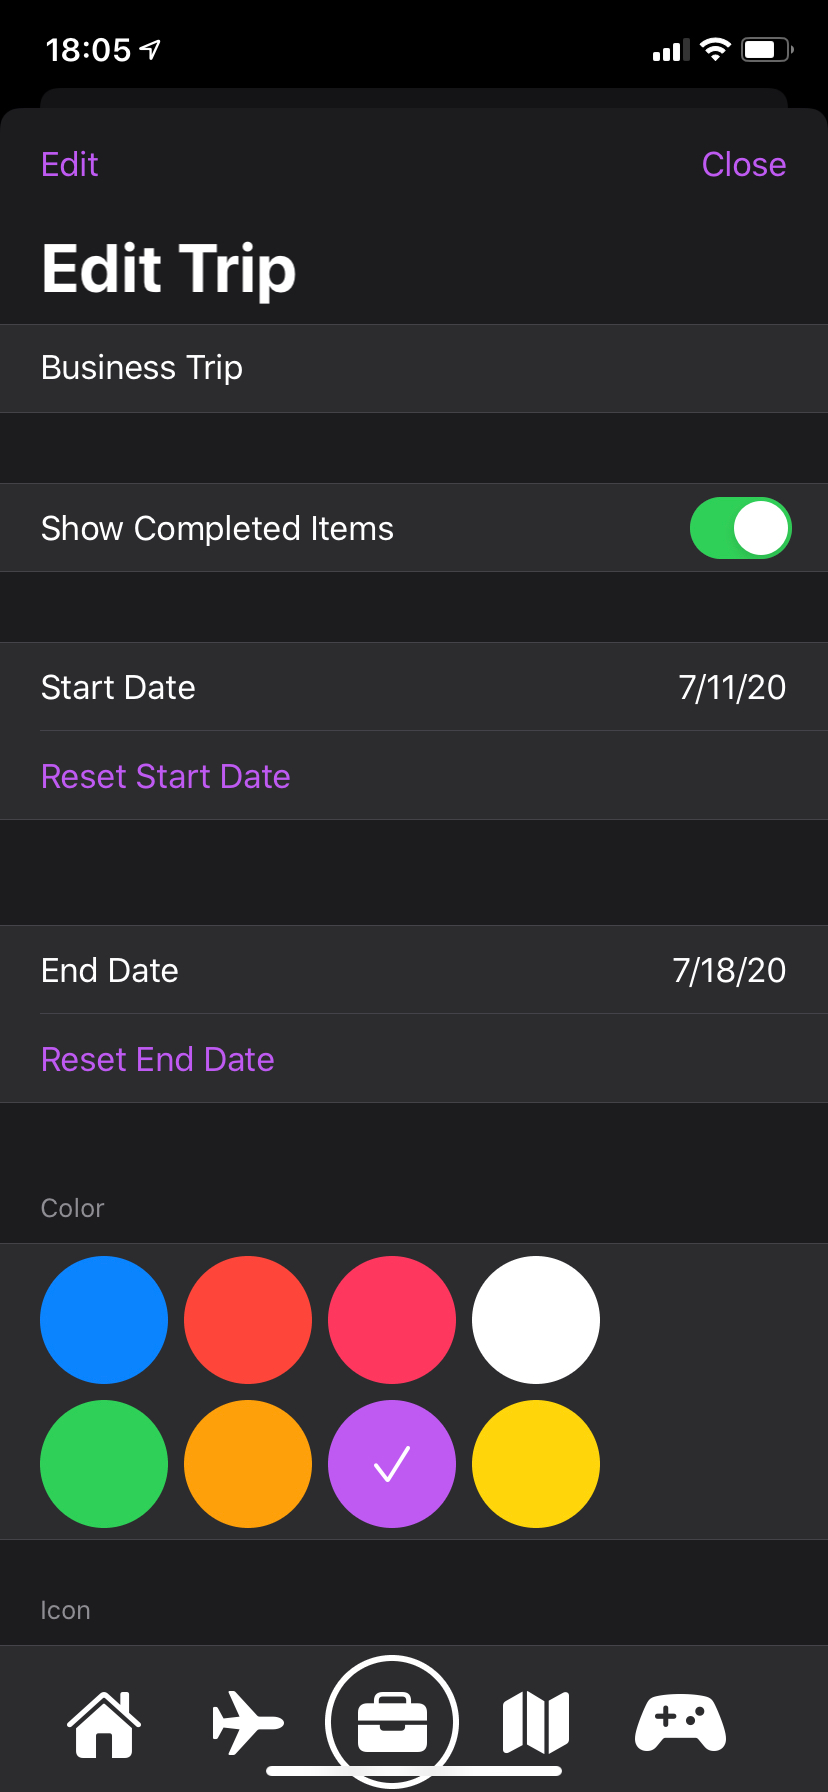 18:05
Edit Close
Edit Trip
Business Trip
Show Completed Items
Start Date 7/11/20
Reset Start Date
End Date 7/18/20
Reset End Date
Color
Icon